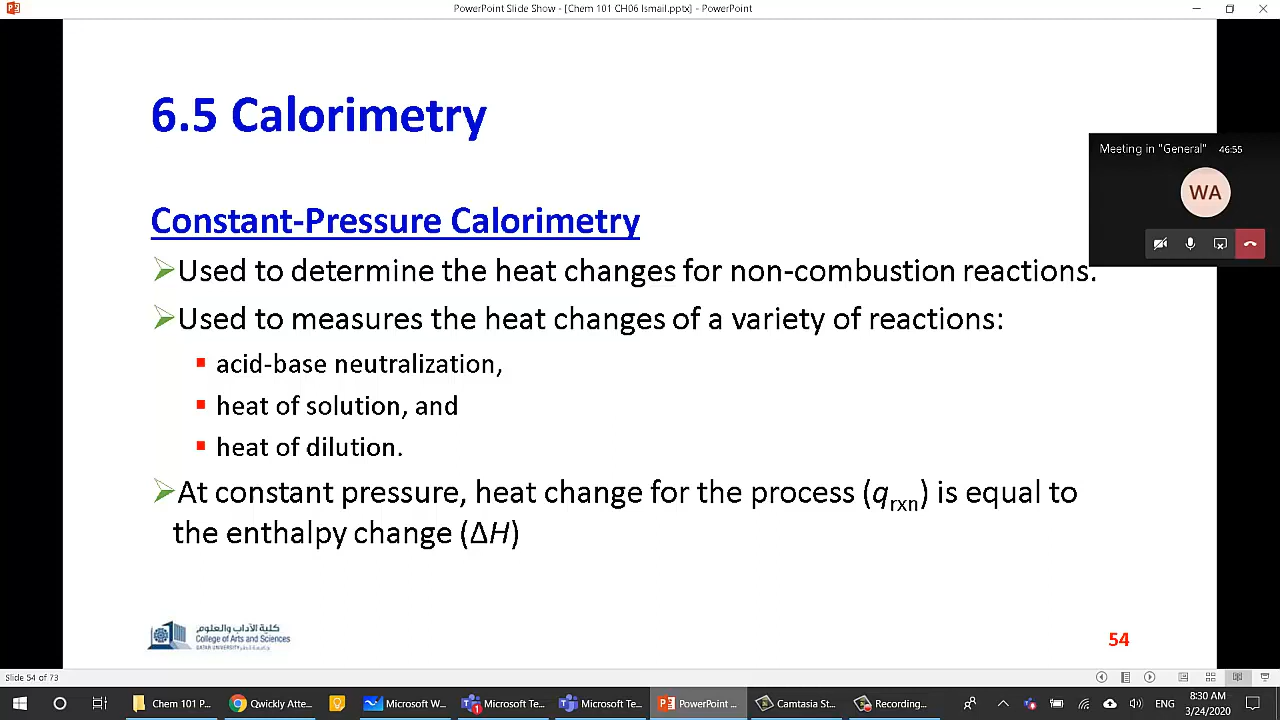 PowerPoint Slide Show - [Chem 101 CH06 Ismail.pptx] - PowerPoint
6.5 Calorimetry
Meeting in "General" 46:55
WA
Constant-Pressure Calorimetry
Used to determine the heat changes for non-combustion reactions.
Used to measures the heat changes of a variety of reactions:
acid-base neutralization,
heat of solution, and
heat of dilution.
At constant pressure, heat change for the process (qrxn) is equal to
the enthalpy change (ΔH)
كلية الآداب والعلوم
College of Arts and Sciences
QATAR UNIVERSITY
54
Slide 54 of 73
Chem 101 P...
Qwickly Atte...
Microsoft W...
Microsoft Te...
Microsoft Te...
PowerPoint ...
Camtasia St...
Recording...
ENG
8:30 AM
3/24/2020